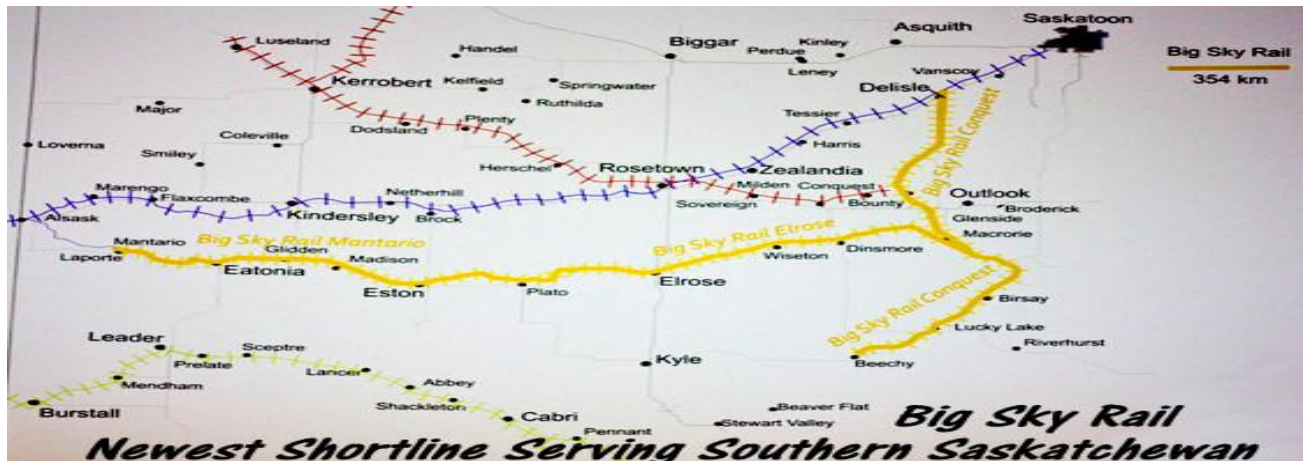 Saskatoon
Asquith
Luseland
Handel
Biggar
Perdue
Kinley
Leney
Big Sky Rail
354 km
Vanscoy
Delisle
Kerrobert
Kelfield
Springwater
Ruthilda
Major
Tessier
Dodsland
Plenty
Coleville
Loverna
Smiley
Harris
Herschel
Rosetown
Zealandia
Big Sky Rail Conquest
Marengo
Flaxcombe
Netherhill
Milden
Conquest
Outlook
Alsask
Kindersley
Brock
Sovereign
Bounty
Broderick
Glenside
Macrorie
Mantario
Big Sky Rail Mantario
Big Sky Rail Elrose
Laporte
Glidden
Wiseton
Dinsmore
Eatonia
Madison
Eston
Plato
Elrose
Big Sky Rail Conquest
Birsay
Lucky Lake
Riverhurst
Leader
Sceptre
Prelate
Kyle
Beechy
Lancer
Mendham
Abbey
Shackleton
Burstall
Cabri
Beaver Flat
Stewart Valley
Pennant
Big Sky Rail
Newest Shortline Serving Southern Saskatchewan